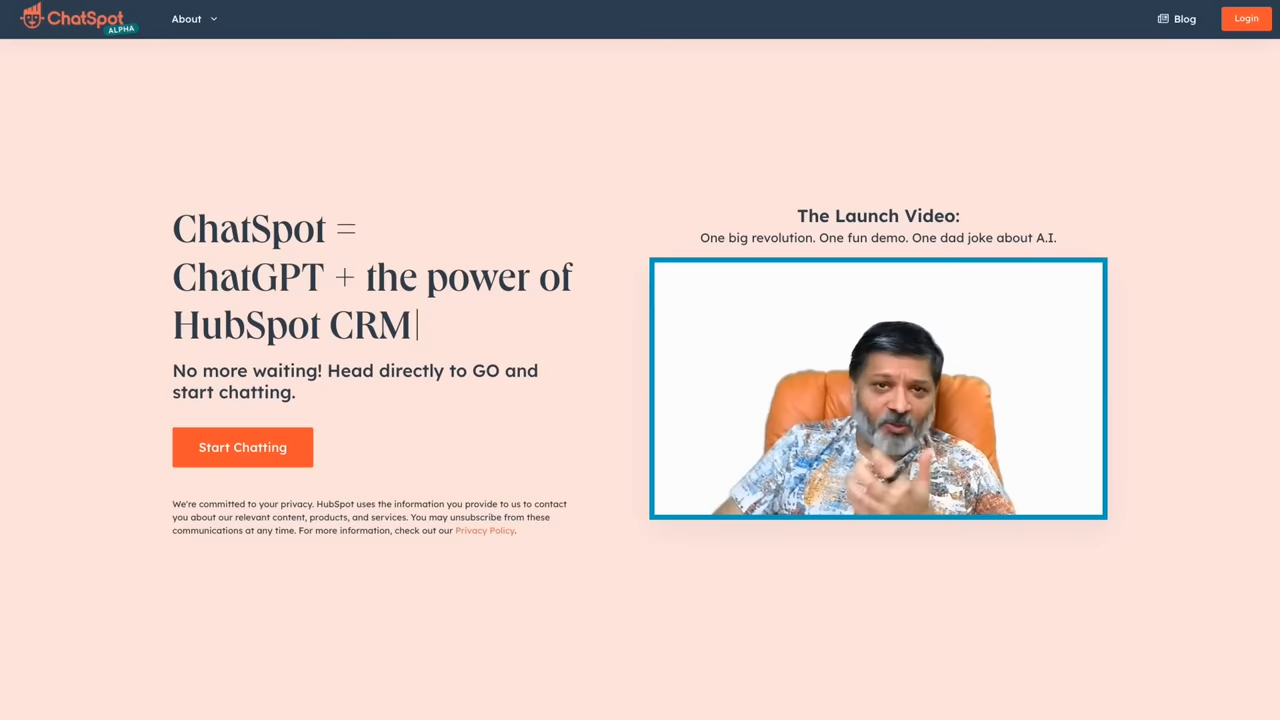 ChatSpot
ALPHA
About
Blog
Login
ChatSpot =
ChatGPT + the power of
HubSpot CRM
No more waiting! Head directly to GO and
start chatting.
Start Chatting
We're committed to your privacy. HubSpot uses the information you provide to us to contact
you about our relevant content, products, and services. You may unsubscribe from these
communications at any time. For more information, check out our Privacy Policy.
The Launch Video:
One big revolution. One fun demo. One dad joke about A.I.